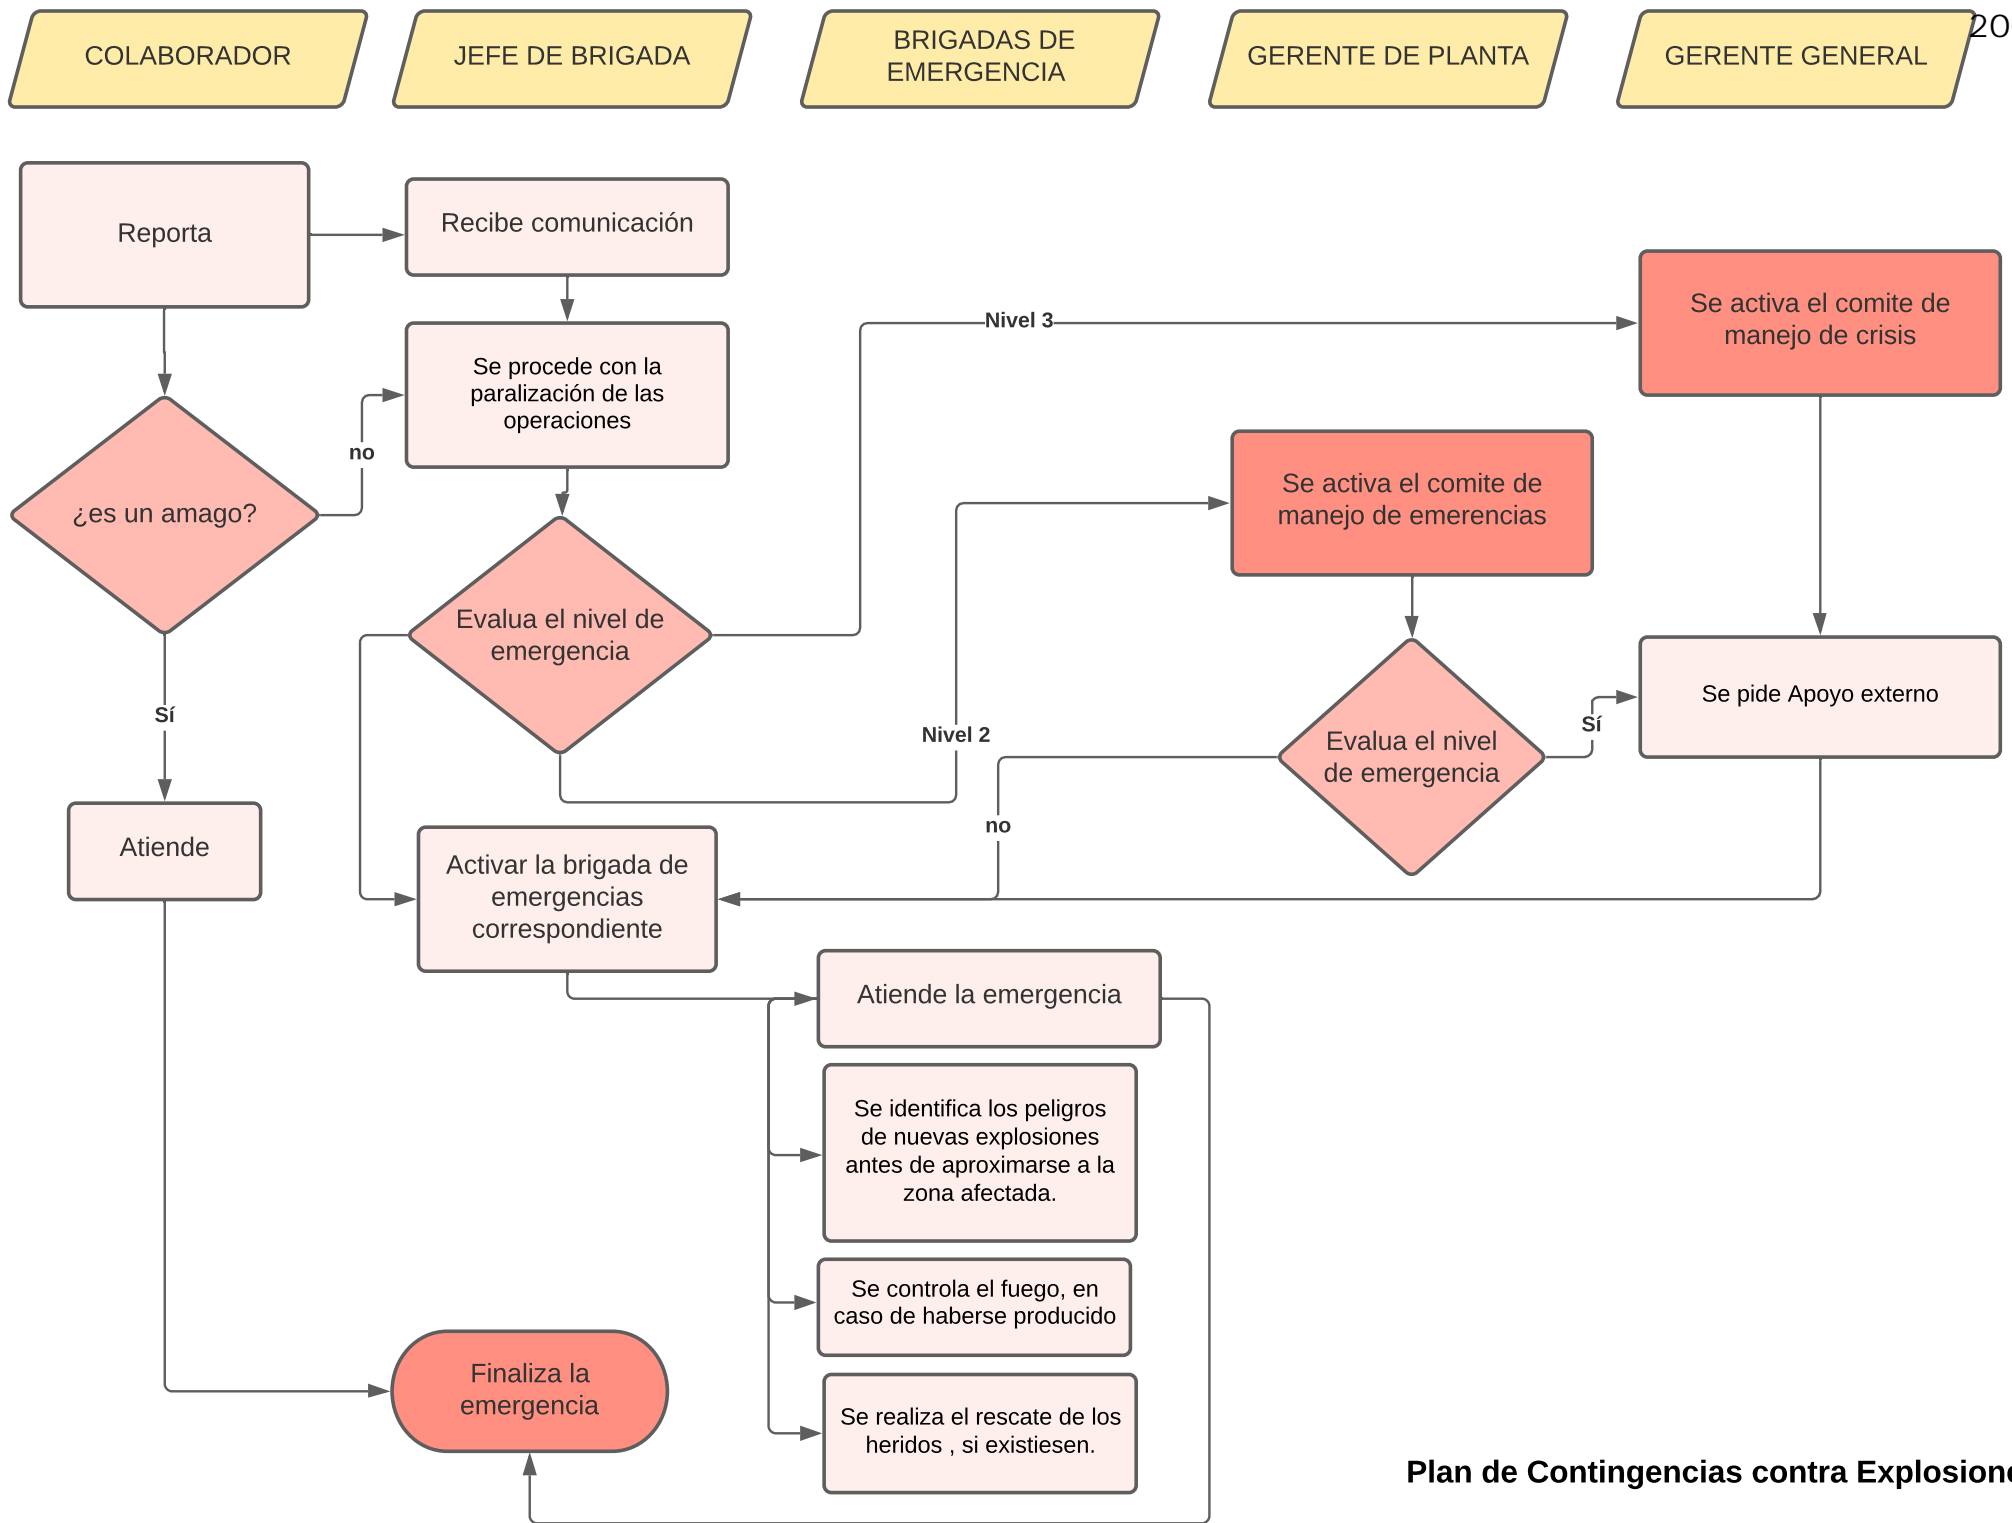 COLABORADOR
JEFE DE BRIGADA
BRIGADAS DE
EMERGENCIA
GERENTE DE PLANTA
GERENTE GENERAL
20
Reporta
Recibe comunicación
Se activa el comite de
manejo de crisis
Nivel 3
Se procede con la
paralización de las
operaciones
no
Se activa el comite de
manejo de emerencias
¿es un amago?
Evalua el nivel de
emergencia
Se pide Apoyo externo
Sí
Sí
Nivel 2
Evalua el nivel
de emergencia
no
Atiende
Activar la brigada de
emergencias
correspondiente
Atiende la emergencia
Se identifica los peligros
de nuevas explosiones
antes de aproximarse a la
zona afectada.
Se controla el fuego, en
caso de haberse producido
Finaliza la
emergencia
Se realiza el rescate de los
heridos , si existiesen.
Plan de Contingencias contra Explosione